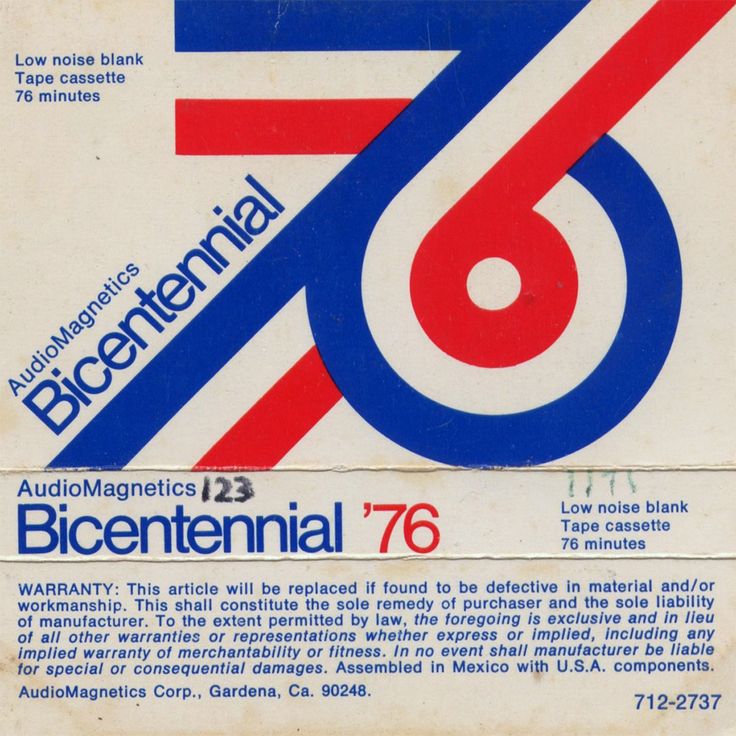 Low noise blank
Tape cassette
76 minutes
76
AudioMagnetics
Bicentennial
AudioMagnetics 123
Bicentennial '76
Low noise blank
Tape cassette
76 minutes
WARRANTY: This article will be replaced if found to be defective in material and/or
workmanship. This shall constitute the sole remedy of purchaser and the sole liability
of manufacturer. To the extent permitted by law, the foregoing is exclusive and in lieu
of all other warranties or representations whether express or implied, including any
implied warranty of merchantability or fitness. In no event shall manufacturer be liable
for special or consequential damages. Assembled in Mexico with U.S.A. components.
AudioMagnetics Corp., Gardena, Ca. 90248.
712-2737